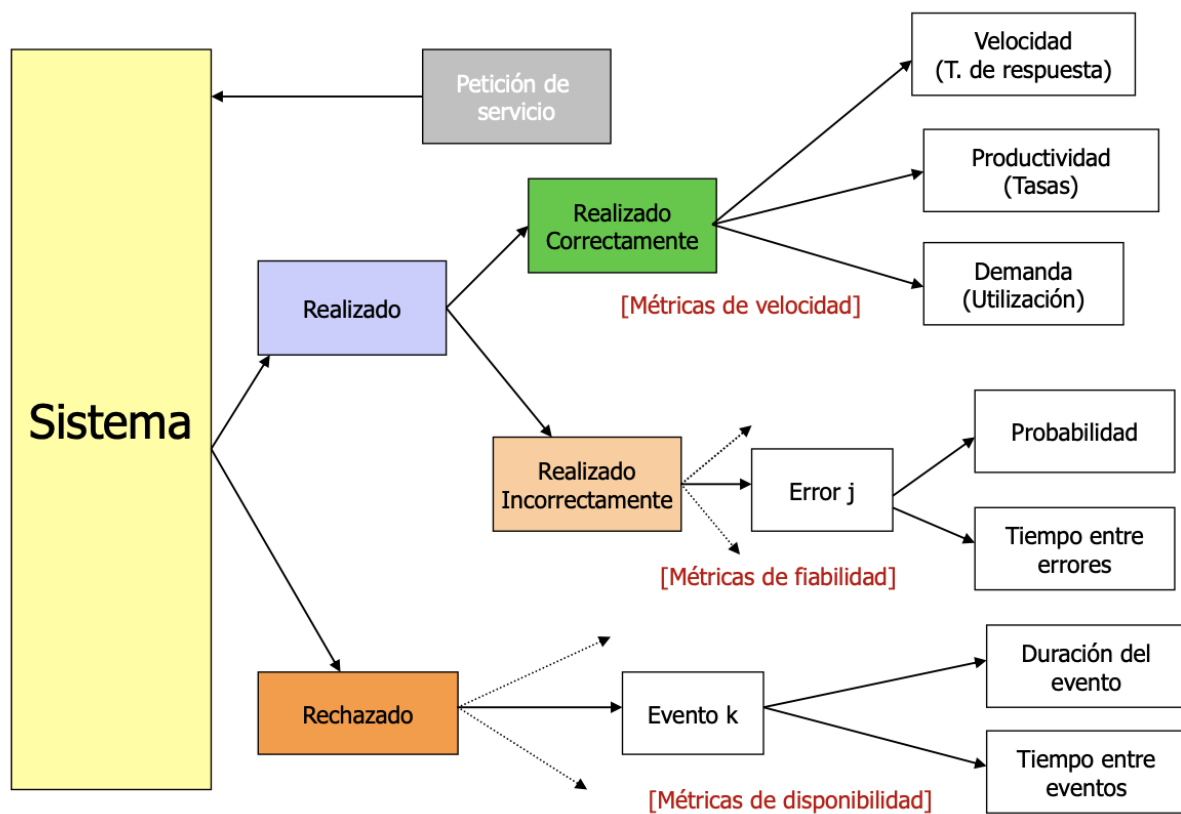 Velocidad
(T. de respuesta)
Petición de
servicio
Productividad
(Tasas)
Realizado
Correctamente
Demanda
(Utilización)
[Métricas de velocidad]
Realizado
Sistema
Probabilidad
Realizado
Incorrectamente
Error j
Tiempo entre
errores
[Métricas de fiabilidad]
Duración del
evento
Rechazado
Evento k
Tiempo entre
eventos
[Métricas de disponibilidad]